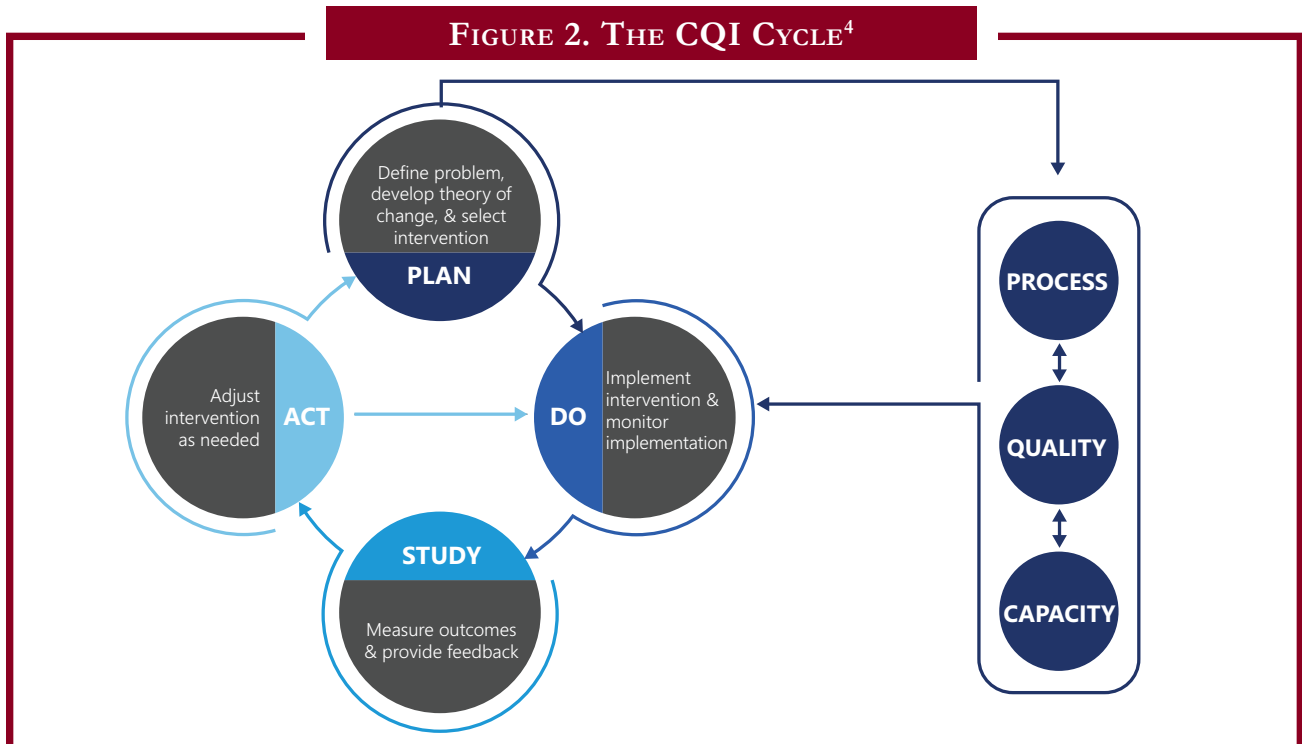 FIGURE 2. THE CQI CYCLE4
Define problem,
develop theory of
change, & select
intervention
PLAN
PROCESS
Adjust
intervention
as needed
ACT
DO
Implement
intervention &
monitor
implementation
QUALITY
STUDY
Measure outcomes
& provide feedback
CAPACITY